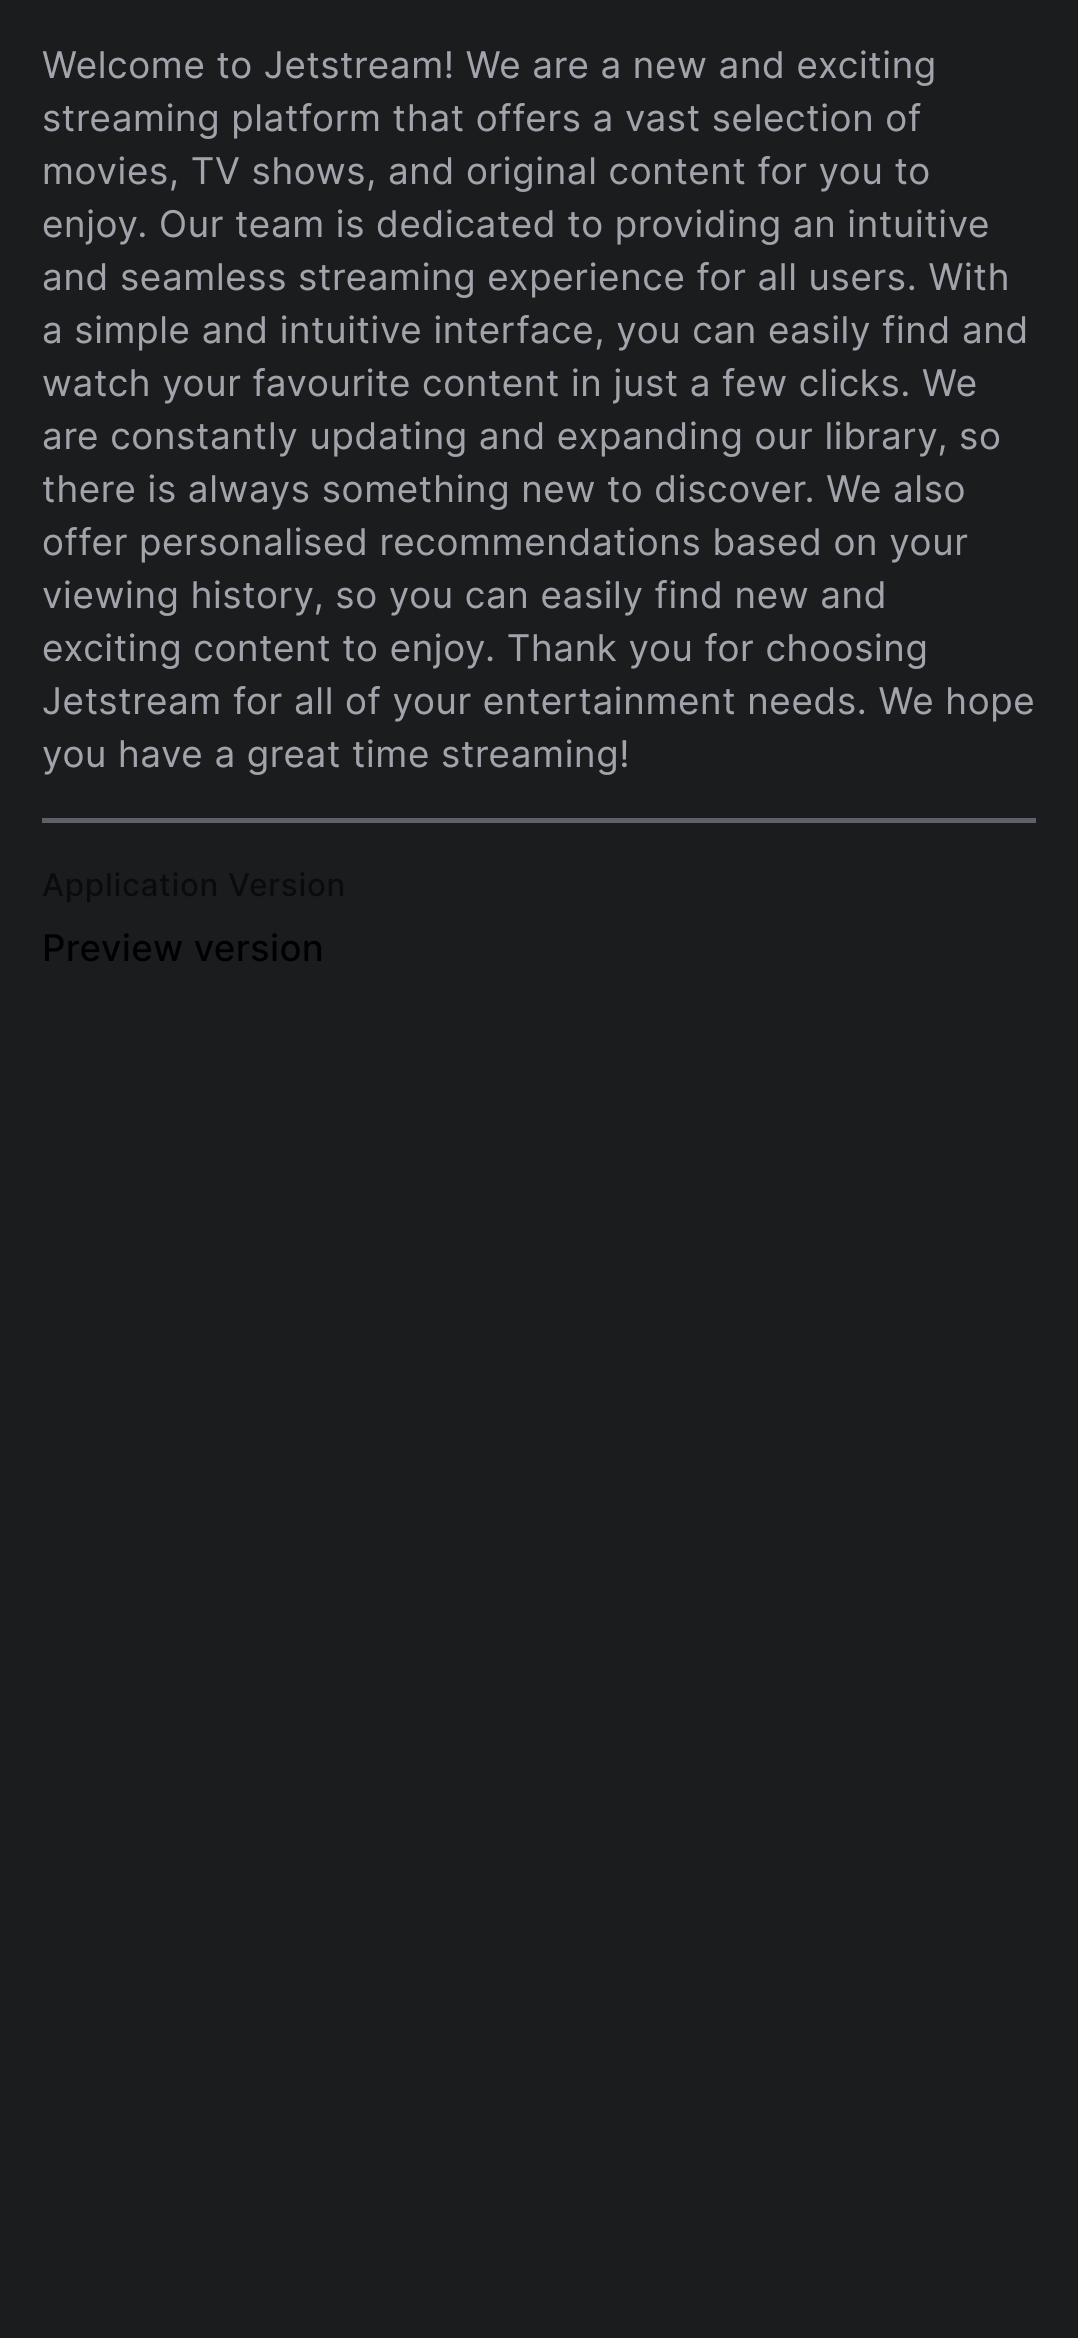 Welcome to Jetstream! We are a new and exciting
streaming platform that offers a vast selection of
movies, TV shows, and original content for you to
enjoy. Our team is dedicated to providing an intuitive
and seamless streaming experience for all users. With
a simple and intuitive interface, you can easily find and
watch your favourite content in just a few clicks. We
are constantly updating and expanding our library, so
there is always something new to discover. We also
offer personalised recommendations based on your
viewing history, so you can easily find new and
exciting content to enjoy. Thank you for choosing
Jetstream for all of your entertainment needs. We hope
you have a great time streaming!
Application Version
Preview version